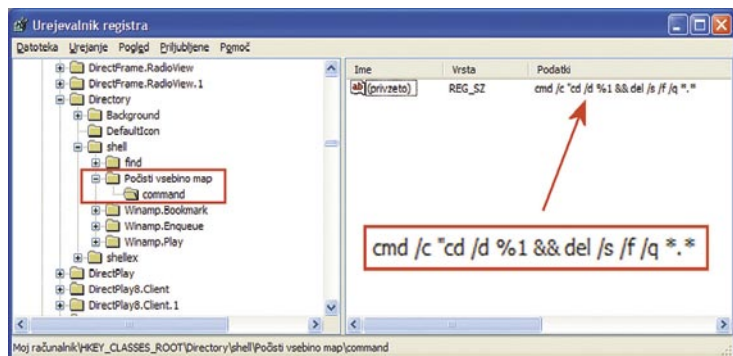 Urejevalnik registra
Datoteka Urejanje Pogled Priljubljene Pomoč
DirectFrame.RadioView
DirectFrame.RadioView.1
Directory
Background
DefaultIcon
shell
find
Počisti vsebino map
command
Winamp.Bookmark
Winamp.Enqueue
Winamp.Play
shellex
DirectPlay
DirectPlay8.Client
DirectPlay8.Client.1
Ime Vrsta Podatki
ab (privzeto) REG_SZ cmd /c "cd /d %1 && del /s /f /q *.*
cmd /c "cd /d %1 && del /s /f /q *.*
Moj računalnik\HKEY_CLASSES_ROOT\Directory\shell\Počisti vsebino map\command